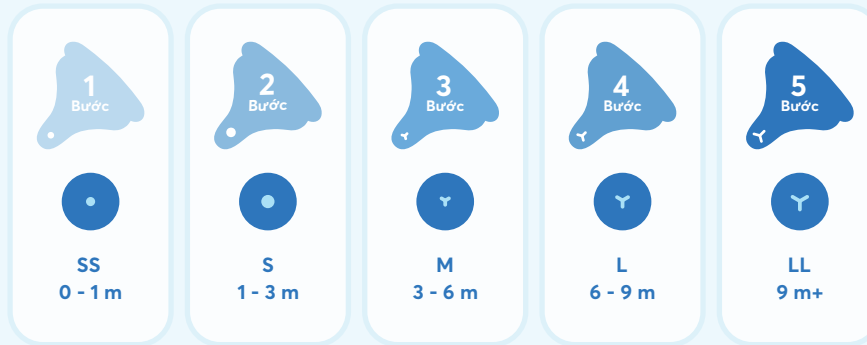 1
Bước
SS
0 - 1 m
2
Bước
S
1 - 3 m
3
Bước
M
3 - 6 m
4
Bước
L
6 - 9 m
5
Bước
LL
9 m+